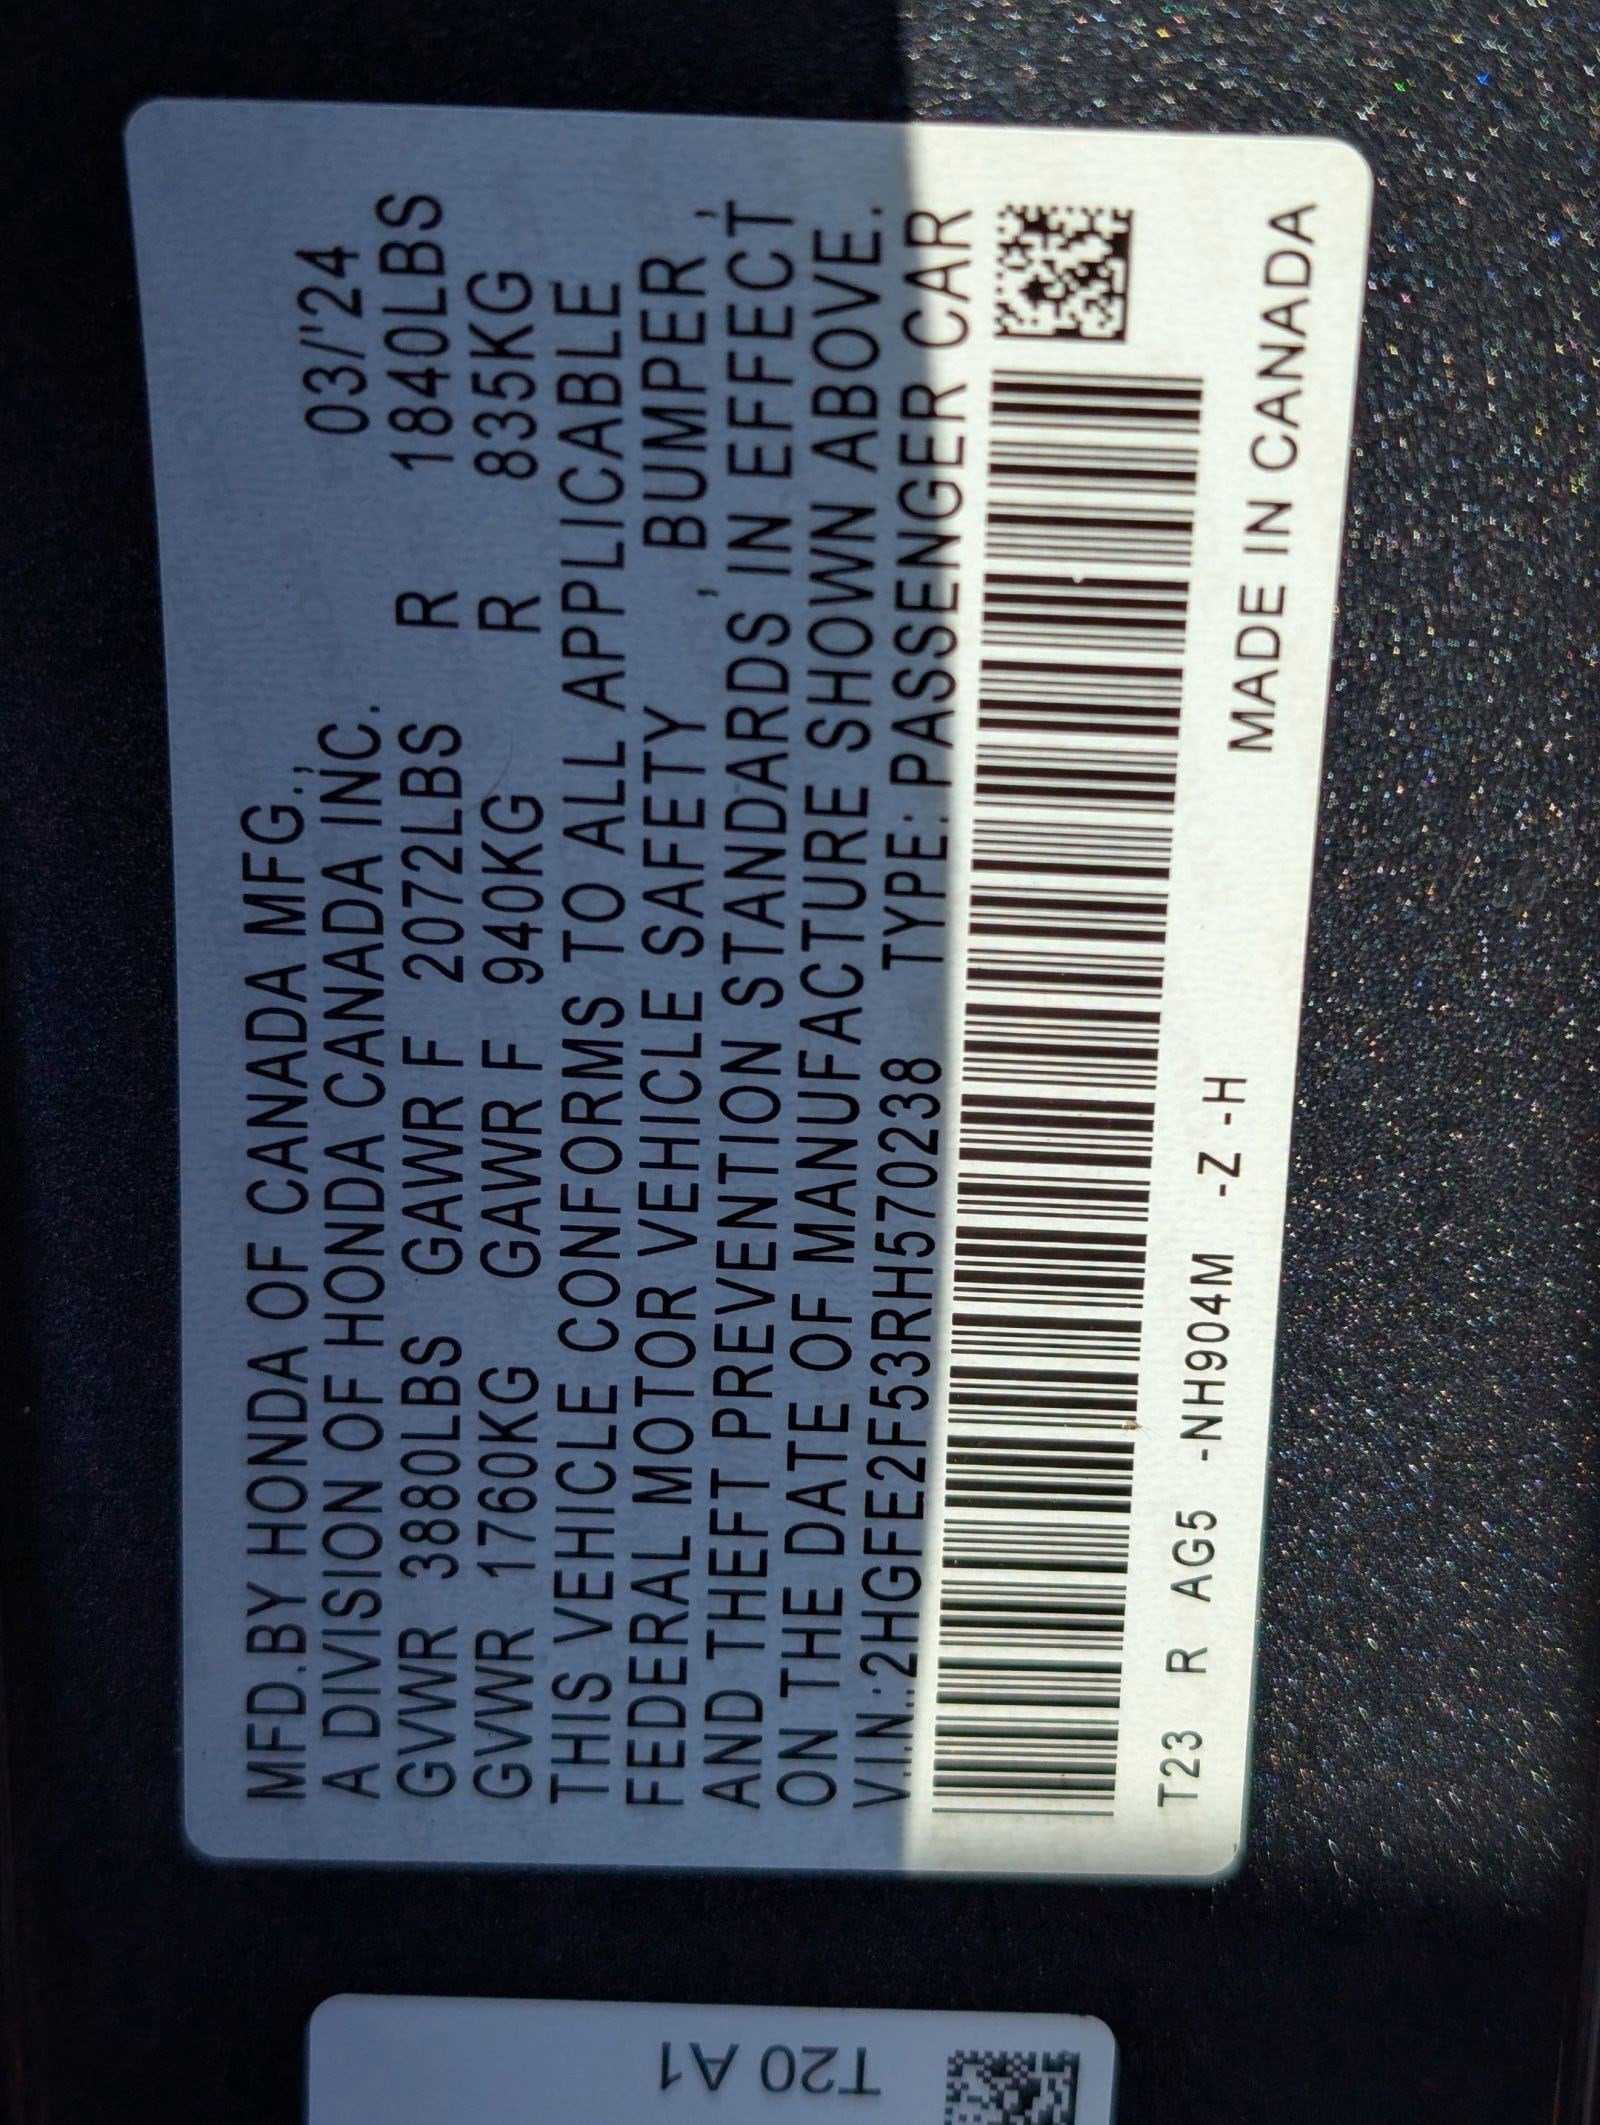 MFD.BY HONDA OF CANADA MFG.,
A DIVISION OF HONDA CANADA INC. 03/'24
GVWR 3880LBS GAWR F 2072LBS R 1840LBS
GVWR 1760KG GAWR F 940KG R 835KG
THIS VEHICLE CONFORMS TO ALL APPLICABLE
FEDERAL MOTOR VEHICLE SAFETY , BUMPER ,
AND THEFT PREVENTION STANDARDS IN EFFECT
ON THE DATE OF MANUFACTURE SHOWN ABOVE.
V.I.N.:2HGFE2F53RH570238 TYPE: PASSENGER CAR
T23 R AG5 -NH904M -Z -H MADE IN CANADA
T20 A1